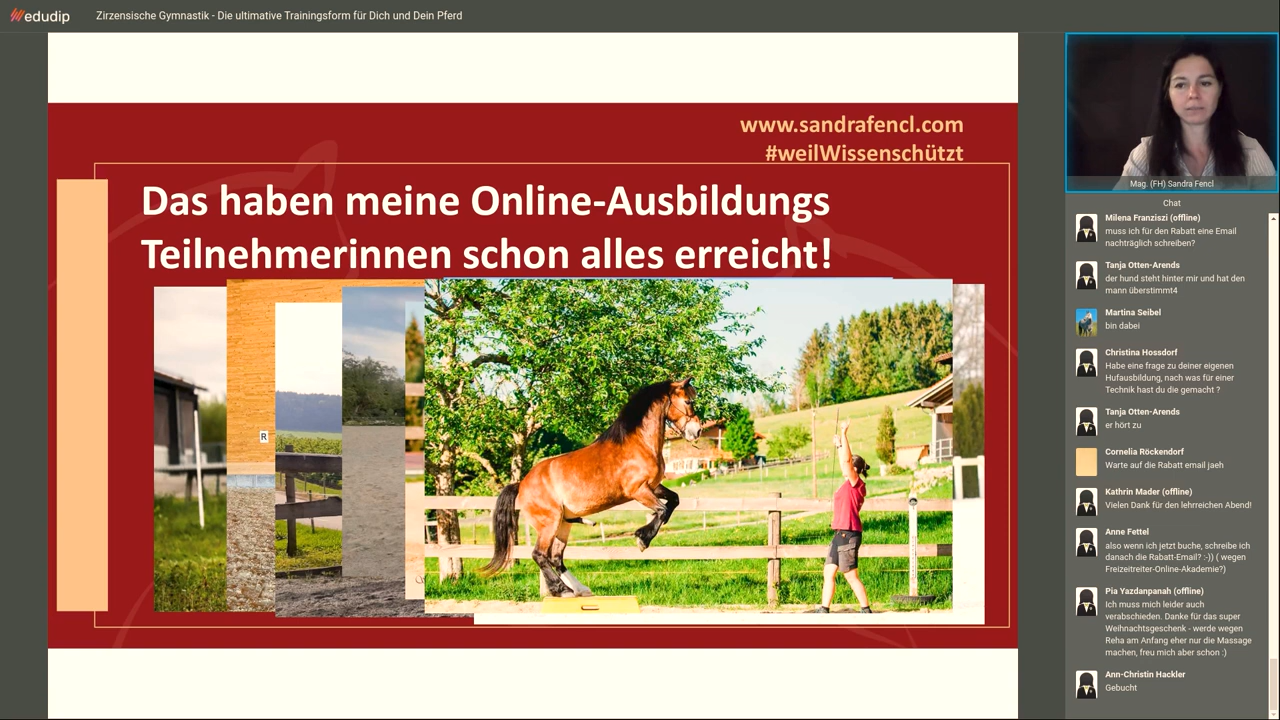 edudip
Zirzensische Gymnastik - Die ultimative Trainingsform für Dich und Dein Pferd
www.sandrafencl.com
#weilWissenschützt
Das haben meine Online-Ausbildungs
Teilnehmerinnen schon alles erreicht!
R
Mag. (FH) Sandra Fencl
Chat
Milena Franziszi (offline)
muss ich für den Rabatt eine Email
nachträglich schreiben?
Tanja Otten-Arends
der hund steht hinter mir und hat den
mann überstimmt4
Martina Seibel
bin dabei
Christina Hossdorf
Habe eine frage zu deiner eigenen
Hufausbildung, nach was für einer
Technik hast du die gemacht ?
Tanja Otten-Arends
er hört zu
Cornelia Röckendorf
Warte auf die Rabatt email jaeh
Kathrin Mader (offline)
Vielen Dank für den lehrreichen Abend!
Anne Fettel
also wenn ich jetzt buche, schreibe ich
danach die Rabatt-Email? :-)) ( wegen
Freizeitreiter-Online-Akademie?)
Pia Yazdanpanah (offline)
Ich muss mich leider auch
verabschieden. Danke für das super
Weihnachtsgeschenk - werde wegen
Reha am Anfang eher nur die Massage
machen, freu mich aber schon :)
Ann-Christin Hackler
Gebucht